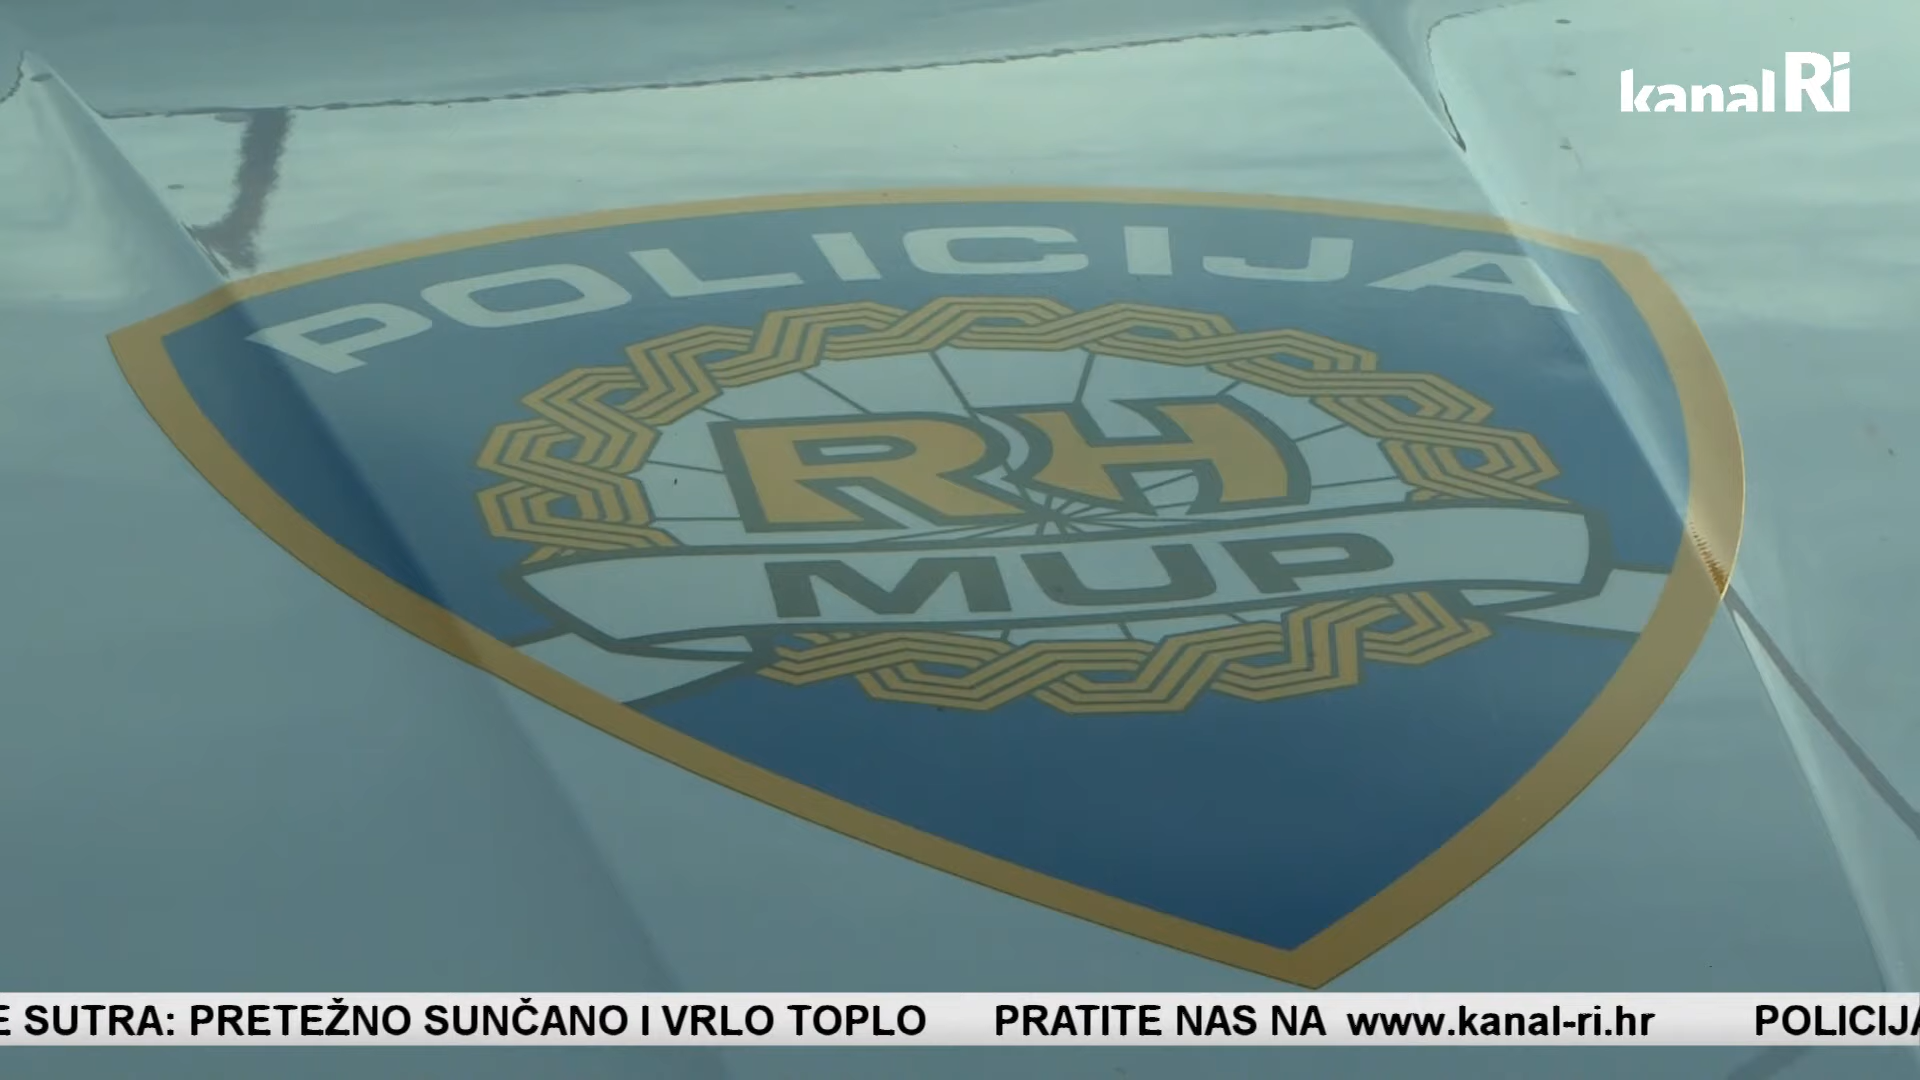 kanal Ri
POLICIJA
RH
MUP
E SUTRA: PRETEŽNO SUNČANO I VRLO TOPLO PRATITE NAS NA www.kanal-ri.hr POLICIJA